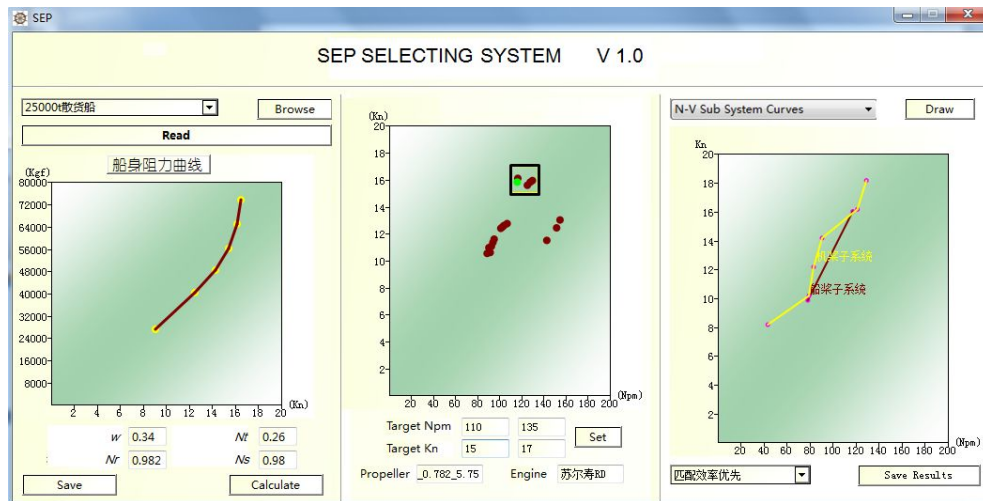 SEP
SEP SELECTING SYSTEM V 1.0
25000t散货船
Browse
Read
船身阻力曲线
(Kgf)
80000
72000
64000
56000
48000
40000
32000
24000
16000
8000
2 4 6 8 10 12 14 16 18 20 (Kn)
w 0.34 Nt 0.26
Nr 0.982 Ns 0.98
Save
Calculate
(Kn)
20
18
16
14
12
10
8
6
4
2
20 40 60 80 100 120 140 160 180 200 (Npm)
Target Npm 110 135
Target Kn 15 17
Set
Propeller _0.782_5.75 Engine 苏尔寿RD
N-V Sub System Curves
Draw
Kn
20
18
16
14
12
10
8
6
4
2
机桨子系统
船桨子系统
20 40 60 80 100 120 140 160 180 200 (Npm)
匹配效率优先
Save Results